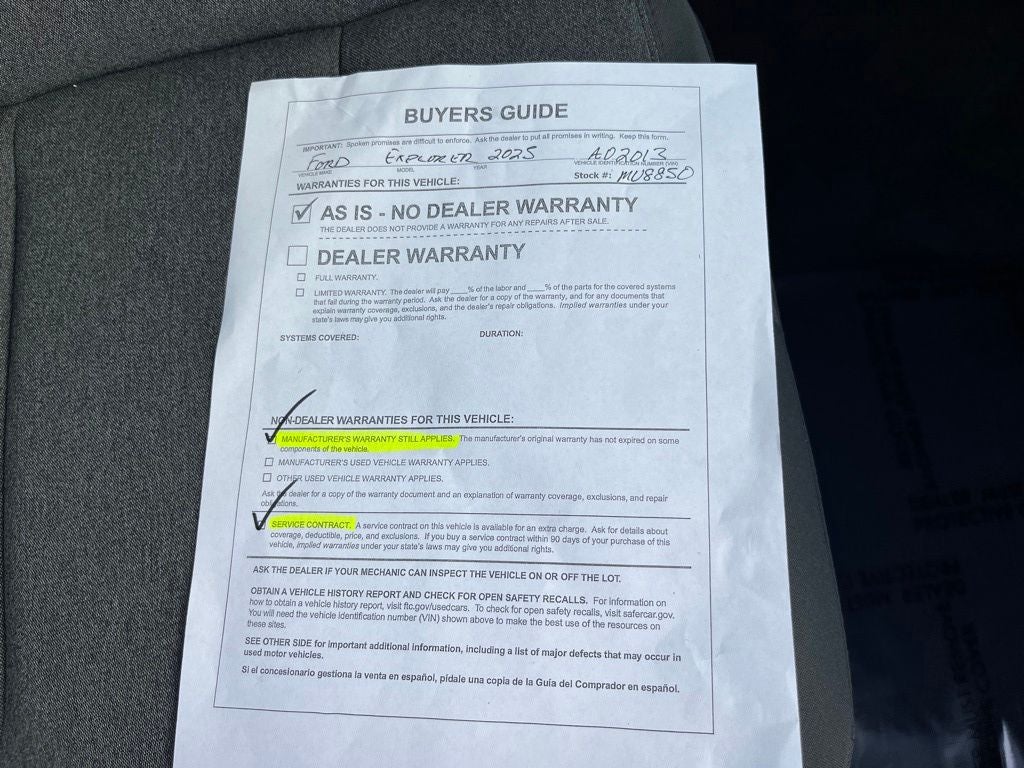 BUYERS GUIDE
IMPORTANT: Spoken promises are difficult to enforce. Ask the dealer to put all promises in writing. Keep this form.
FORD EXPLORER 2025 AD2013
VEHICLE MAKE MODEL YEAR VEHICLE IDENTIFICATION NUMBER (VIN)
Stock #: MU8850
WARRANTIES FOR THIS VEHICLE:
AS IS - NO DEALER WARRANTY
THE DEALER DOES NOT PROVIDE A WARRANTY FOR ANY REPAIRS AFTER SALE.
DEALER WARRANTY
FULL WARRANTY.
LIMITED WARRANTY. The dealer will pay ____% of the labor and ____% of the parts for the covered systems
that fail during the warranty period. Ask the dealer for a copy of the warranty, and for any documents that
explain warranty coverage, exclusions, and the dealer's repair obligations. Implied warranties under your
state's laws may give you additional rights.
SYSTEMS COVERED: DURATION:
NON-DEALER WARRANTIES FOR THIS VEHICLE:
MANUFACTURER'S WARRANTY STILL APPLIES. The manufacturer's original warranty has not expired on some
components of the vehicle.
MANUFACTURER'S USED VEHICLE WARRANTY APPLIES.
OTHER USED VEHICLE WARRANTY APPLIES.
Ask the dealer for a copy of the warranty document and an explanation of warranty coverage, exclusions, and repair
obligations.
SERVICE CONTRACT. A service contract on this vehicle is available for an extra charge. Ask for details about
coverage, deductible, price, and exclusions. If you buy a service contract within 90 days of your purchase of this
vehicle, implied warranties under your state's laws may give you additional rights.
ASK THE DEALER IF YOUR MECHANIC CAN INSPECT THE VEHICLE ON OR OFF THE LOT.
OBTAIN A VEHICLE HISTORY REPORT AND CHECK FOR OPEN SAFETY RECALLS. For information on
how to obtain a vehicle history report, visit ftc.gov/usedcars. To check for open safety recalls, visit safercar.gov.
You will need the vehicle identification number (VIN) shown above to make the best use of the resources on
these sites.
SEE OTHER SIDE for important additional information, including a list of major defects that may occur in
used motor vehicles.
Si el concesionario gestiona la venta en español, pídale una copia de la Guía del Comprador en español.